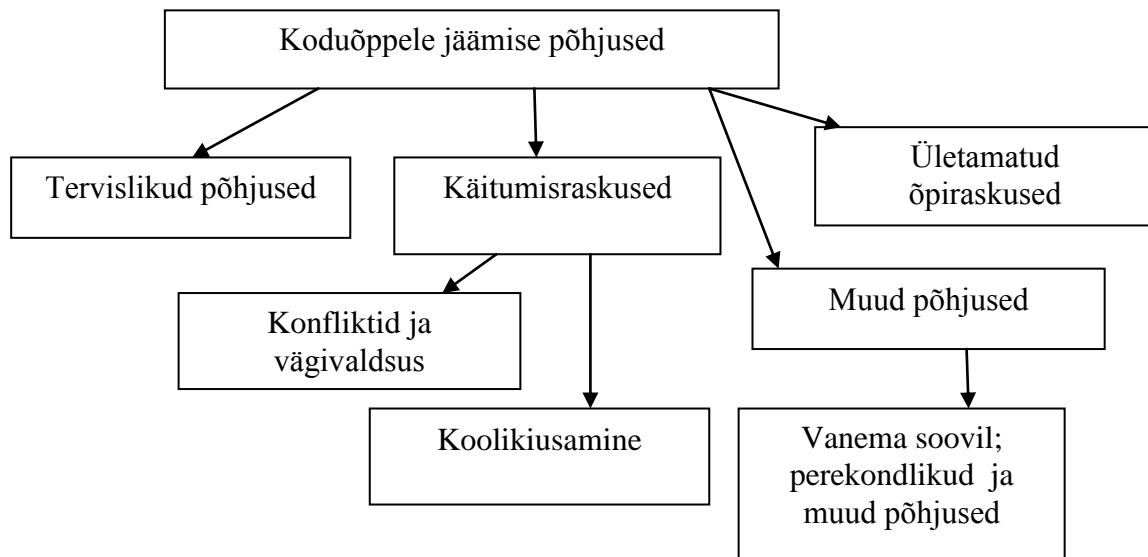 Koduõppele jäämise põhjused
Tervislikud põhjused
Käitumisraskused
Ületamatud
õpiraskused
Konfliktid ja
vägivaldsus
Muud põhjused
Koolikiusamine
Vanema soovil;
perekondlikud ja
muud põhjused